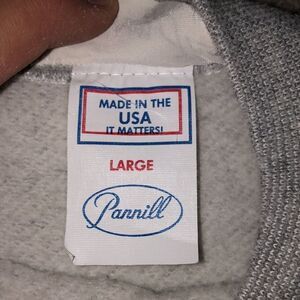 MADE IN THE
USA
IT MATTERS!
LARGE
Pannill